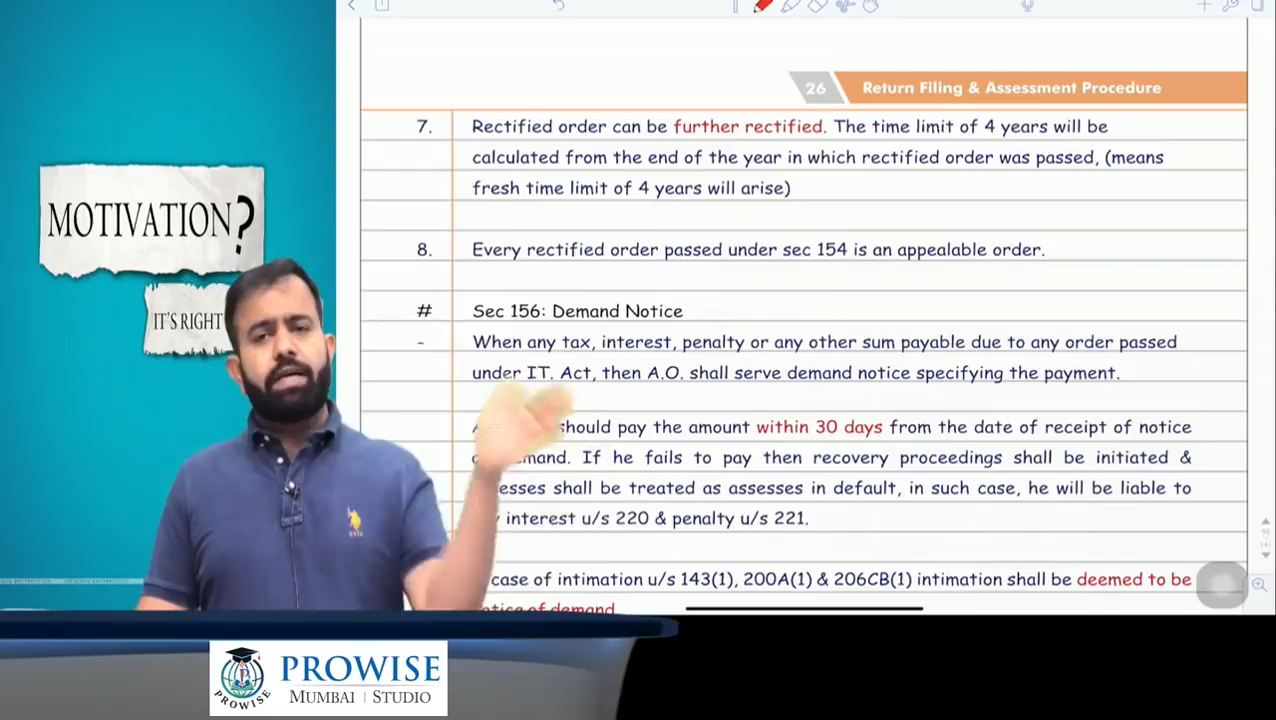 MOTIVATION?
IT'S RIGHT
26 Return Filing & Assessment Procedure
7. Rectified order can be further rectified. The time limit of 4 years will be
calculated from the end of the year in which rectified order was passed, (means
fresh time limit of 4 years will arise)
8. Every rectified order passed under sec 154 is an appealable order.
# Sec 156: Demand Notice
- When any tax, interest, penalty or any other sum payable due to any order passed
under IT. Act, then A.O. shall serve demand notice specifying the payment.
should pay the amount within 30 days from the date of receipt of notice
If he fails to pay then recovery proceedings shall be initiated &
shall be treated as assesses in default, in such case, he will be liable to
interest u/s 220 & penalty u/s 221.
case of intimation u/s 143(1), 200A(1) & 206CB(1) intimation shall be deemed to be
notice of demand.
PROWISE
PROWISE
MUMBAI | STUDIO